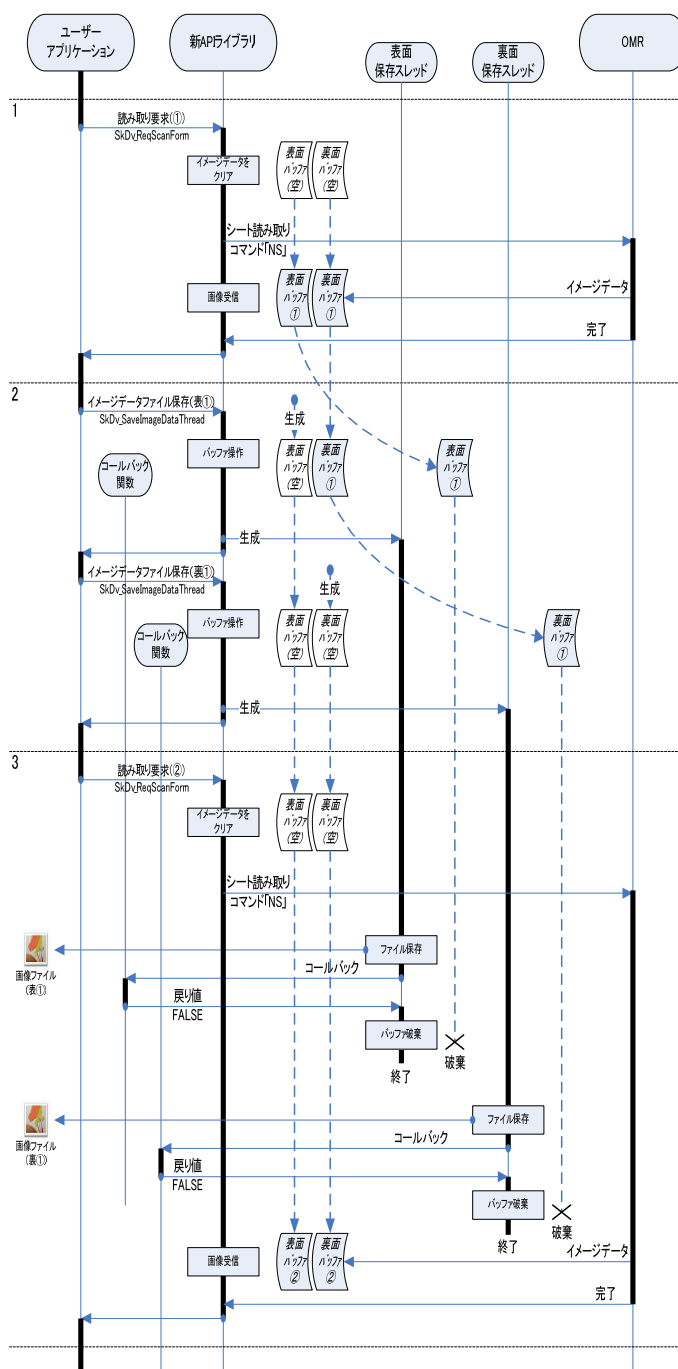 ユーザー
アプリケーション
新APIライブラリ
表面
保存スレッド
裏面
保存スレッド
OMR
1
読み取り要求(①)
SkDv_ReqScanForm
イメージデータを
クリア
表面
バッファ
(空)
裏面
バッファ
(空)
シート読み取り
コマンド「NS」
画像受信
表面
バッファ
①
裏面
バッファ
①
イメージデータ
完了
2
イメージデータファイル保存(表①)
SkDv_SaveImageDataThread
生成
コールバック
関数
バッファ操作
表面
バッファ
(空)
裏面
バッファ
①
表面
バッファ
①
生成
イメージデータファイル保存(裏①)
SkDv_SaveImageDataThread
生成
コールバック
関数
バッファ操作
表面
バッファ
(空)
裏面
バッファ
(空)
裏面
バッファ
①
生成
3
読み取り要求(②)
SkDv_ReqScanForm
イメージデータを
クリア
表面
バッファ
(空)
裏面
バッファ
(空)
シート読み取り
コマンド「NS」
画像ファイル
(表①)
ファイル保存
コールバック
戻り値
FALSE
バッファ破棄
破棄
終了
画像ファイル
(裏①)
ファイル保存
コールバック
戻り値
FALSE
バッファ破棄
破棄
終了
画像受信
表面
バッファ
②
裏面
バッファ
②
イメージデータ
完了